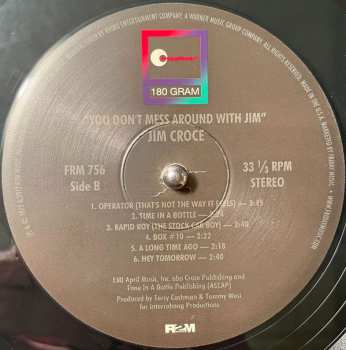 180 GRAM
"YOU DON'T MESS AROUND WITH JIM"
JIM CROCE
FRM 756
Side B
33 ⅓ RPM
STEREO
1. OPERATOR (THAT'S NOT THE WAY IT FEELS) — 3:45
2. TIME IN A BOTTLE — 2:24
3. RAPID ROY (THE STOCK CAR BOY) —
4. BOX #10 — 2:22
5. A LONG TIME AGO — 2:18
6. HEY TOMORROW — 2:40
EMI April Music, Inc. oba Croce Publishing and
Time In A Bottle Publishing (ASCAP)
Produced by Terry Cashman & Tommy West
for Interrobang Productions
R2M